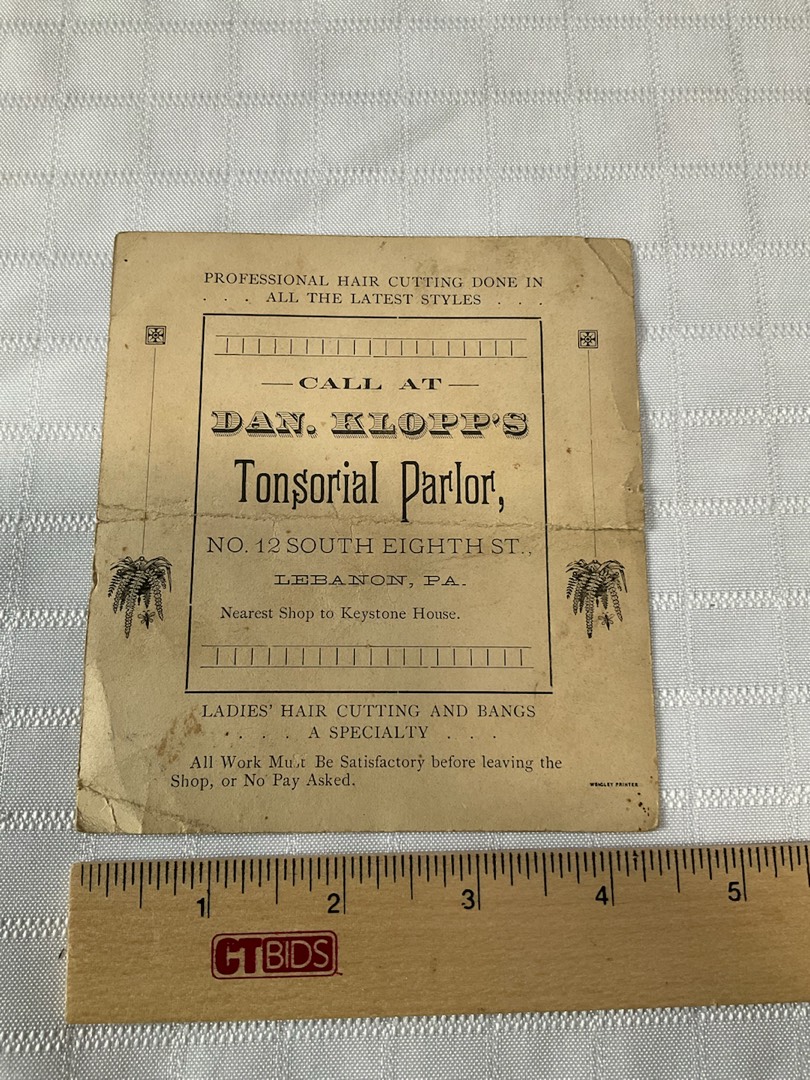 PROFESSIONAL HAIR CUTTING DONE IN
. . . ALL THE LATEST STYLES . . .
— CALL AT —
DAN. KLOPP'S
Tonsorial Parlor,
NO. 12 SOUTH EIGHTH ST.,
LEBANON, PA.
Nearest Shop to Keystone House.
LADIES' HAIR CUTTING AND BANGS
. . . A SPECIALTY . . .
All Work Must Be Satisfactory before leaving the
Shop, or No Pay Asked.
WRIGLEY PRINTER
1 2 3 4 5
CTBIDS